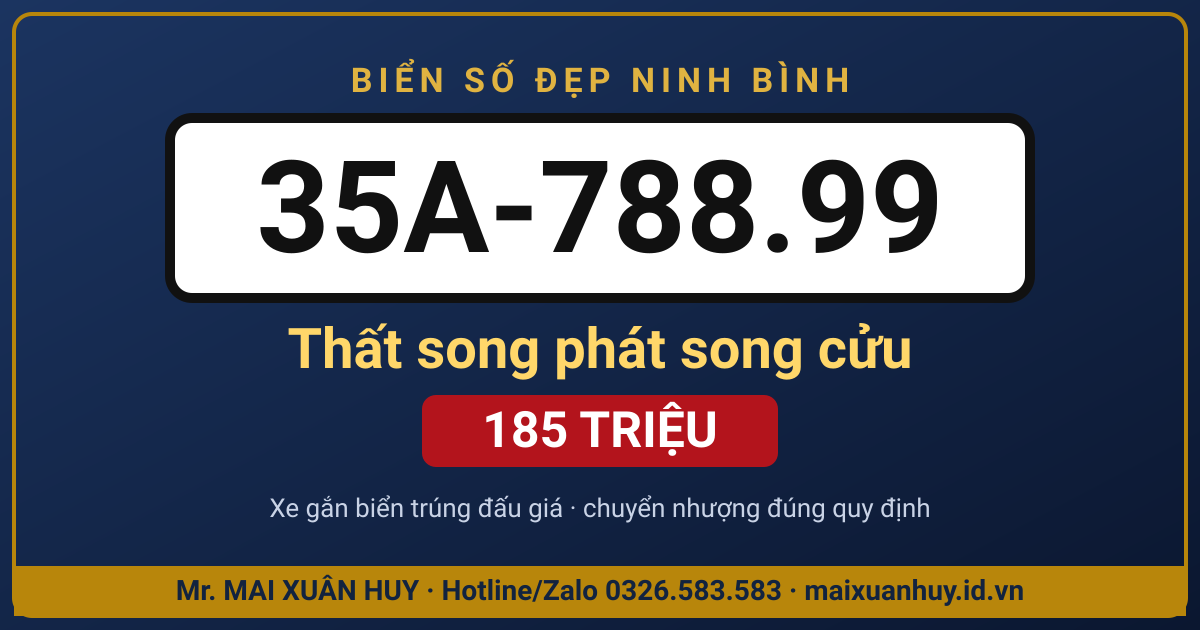 BIỂN SỐ ĐẸP NINH BÌNH
35A-788.99
Thất song phát song cửu
185 TRIỆU
Xe gắn biển trúng đấu giá · chuyển nhượng đúng quy định
Mr. MAI XUÂN HUY · Hotline/Zalo 0326.583.583 · maixuanhuy.id.vn